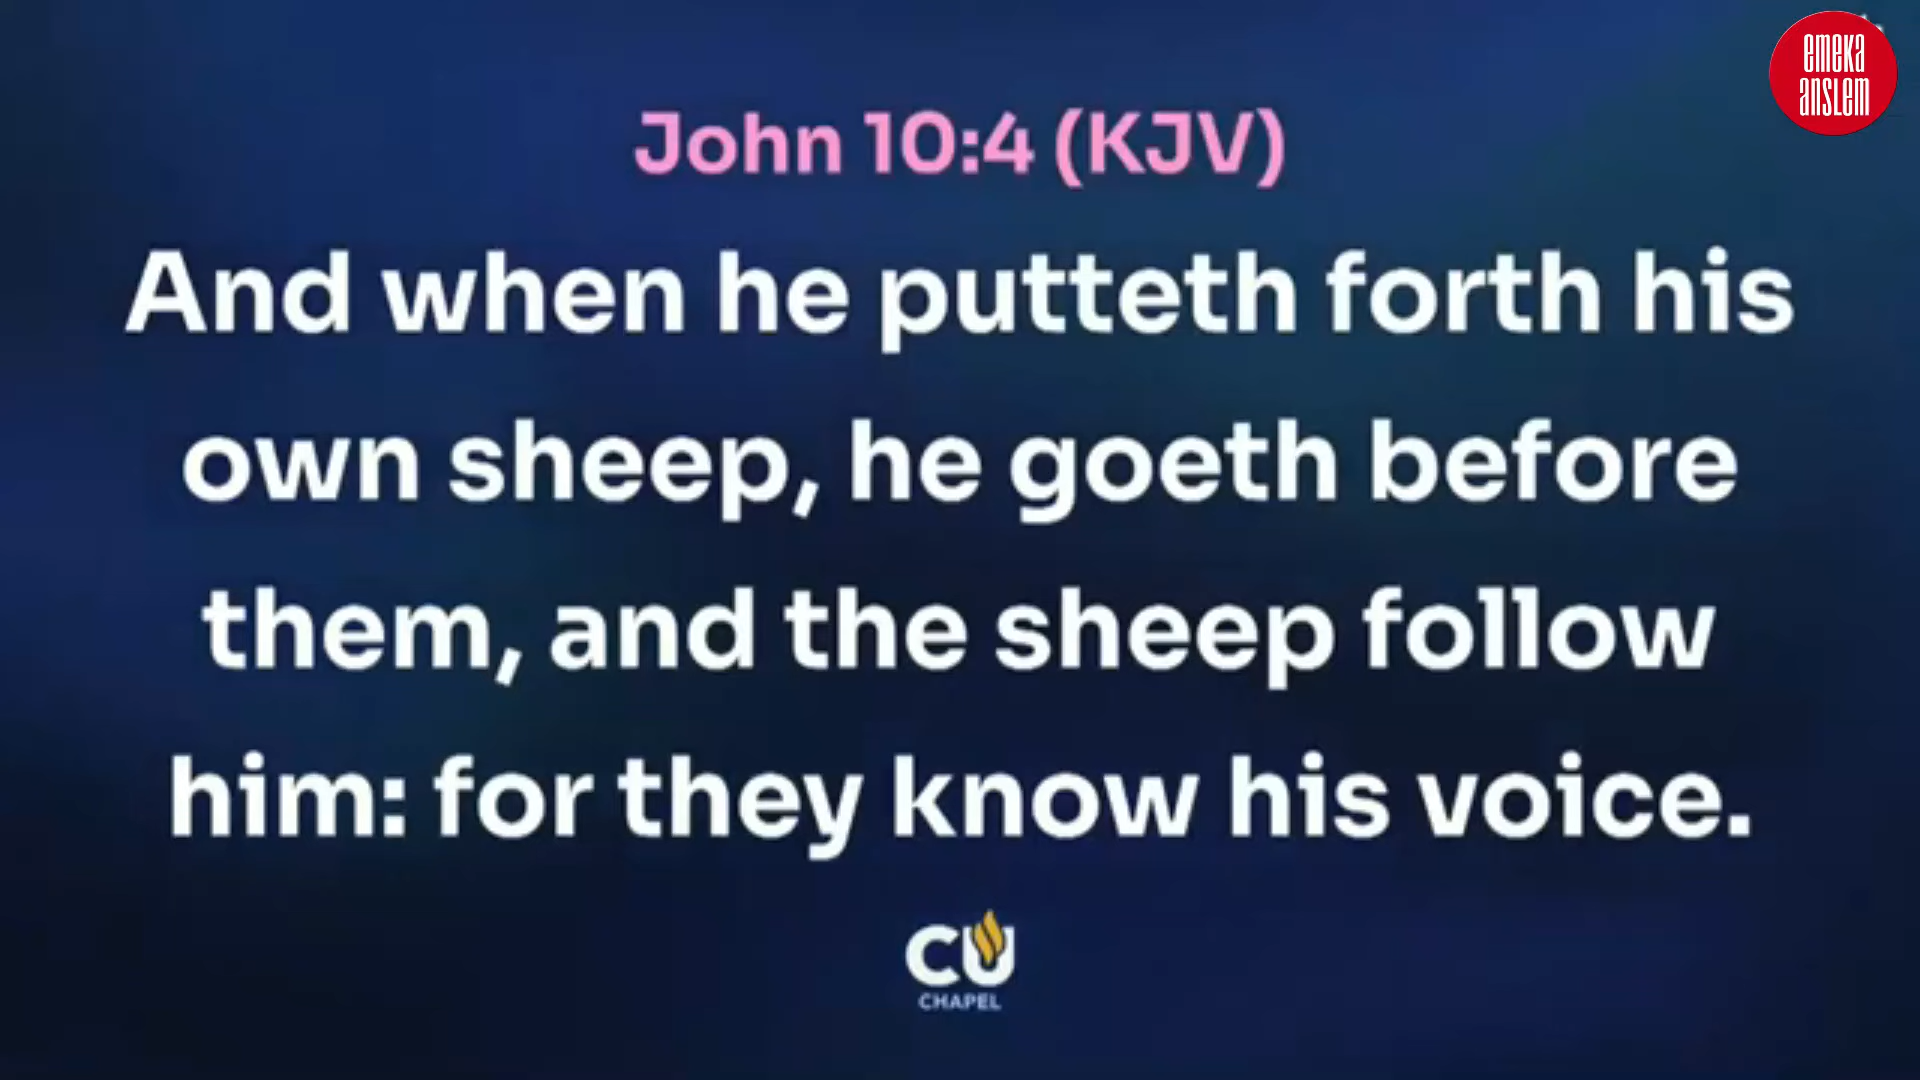 emeka
anslem
John 10:4 (KJV)
And when he putteth forth his
own sheep, he goeth before
them, and the sheep follow
him: for they know his voice.
CU
CHAPEL